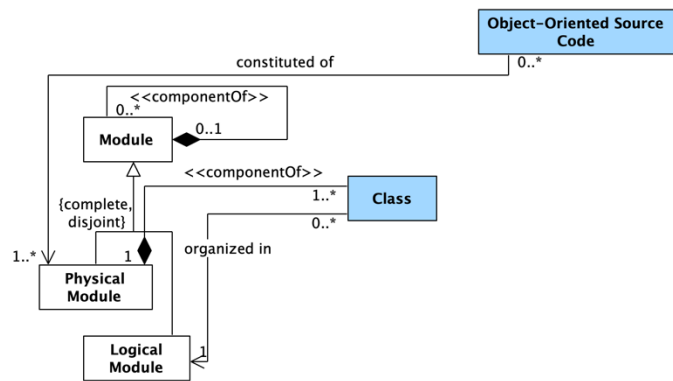 Object-Oriented Source
Code
constituted of
0..*
<<componentOf>>
0..*
0..1
Module
<<componentOf>>
{complete,
disjoint}
1..*
Class
0..*
organized in
1..*
1
Physical
Module
Logical
Module
1